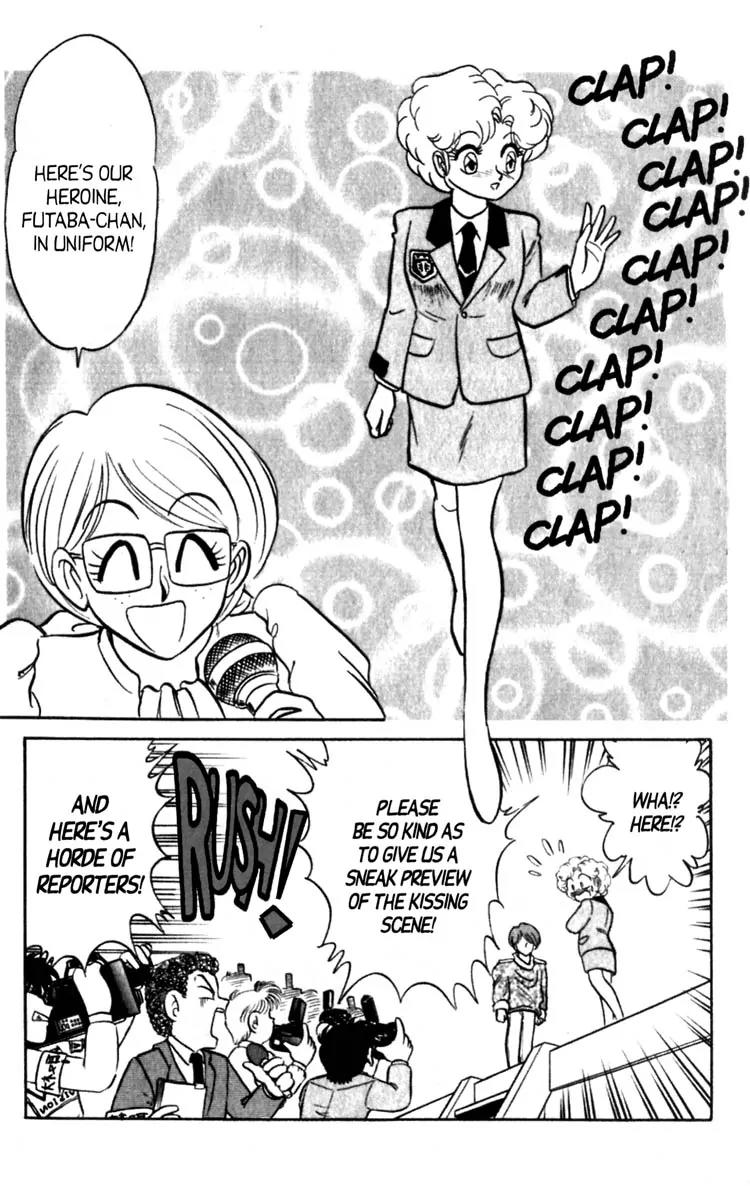 HERE'S OUR
HEROINE,
FUTABA-CHAN,
IN UNIFORM!
CLAP!
CLAP!
CLAP!
CLAP!
CLAP!
CLAP!
CLAP!
CLAP!
CLAP!
CLAP!
AND
HERE'S A
HORDE OF
REPORTERS!
RUSH!
PLEASE
BE SO KIND AS
TO GIVE US A
SNEAK PREVIEW
OF THE KISSING
SCENE!
WHA!?
HERE!?